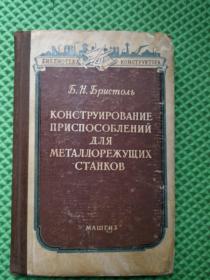 БИБЛИОТЕКА КОНСТРУКТОРА
Б. Н. Бристоль
КОНСТРУИРОВАНИЕ
ПРИСПОСОБЛЕНИЙ
ДЛЯ
МЕТАЛЛОРЕЖУЩИХ
СТАНКОВ
МАШГИЗ